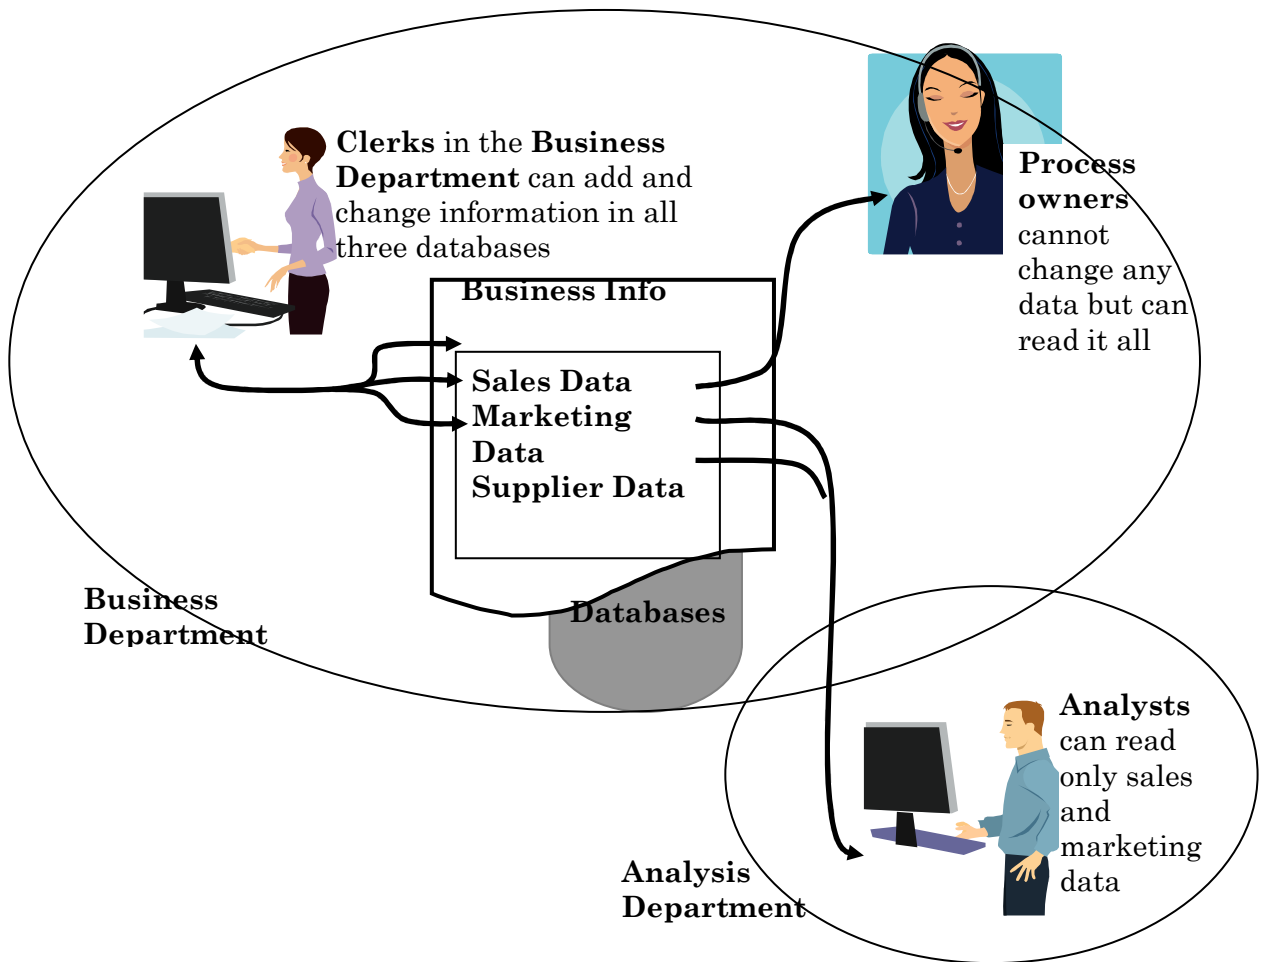 Clerks in the Business
Department can add and
change information in all
three databases
Process
owners
cannot
change any
data but can
read it all
Business Info
Sales Data
Marketing
Data
Supplier Data
Databases
Business
Department
Analysts
can read
only sales
and
marketing
data
Analysis
Department